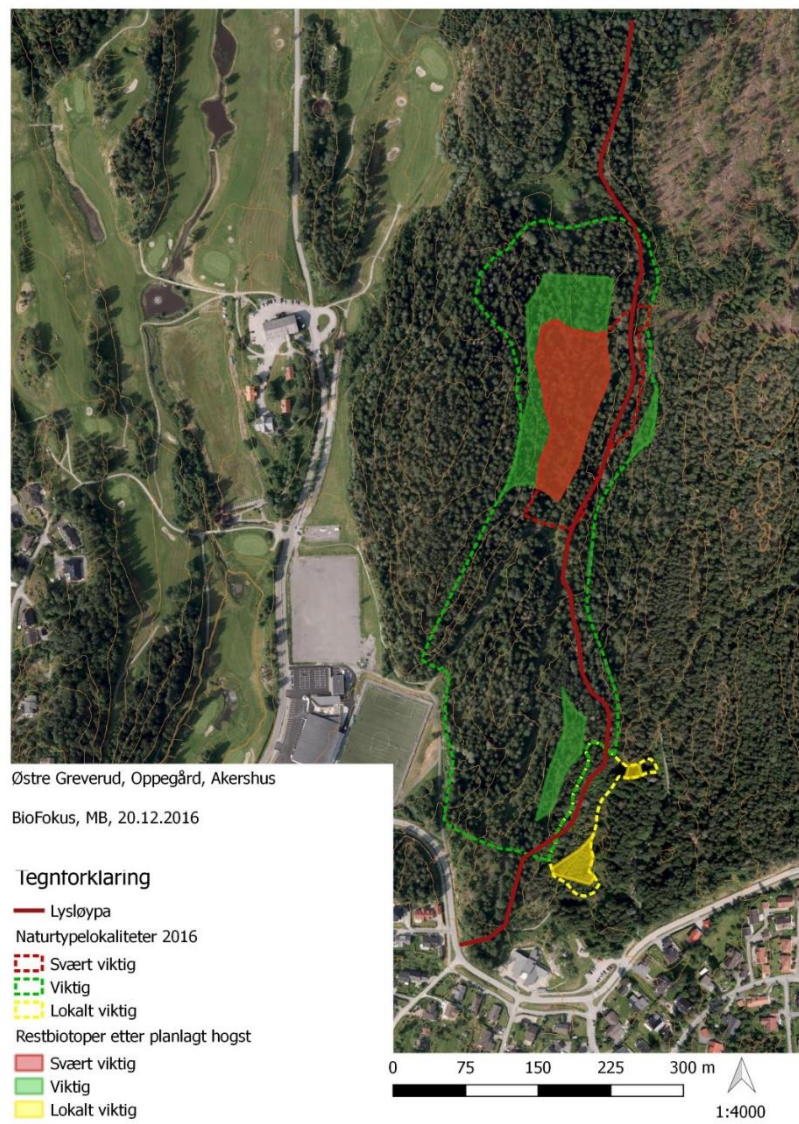 Østre Greverud, Oppegård, Akershus
BioFokus, MB, 20.12.2016
Tegnforklaring
Lysløypa
Naturtypelokaliteter 2016
Svært viktig
Viktig
Lokalt viktig
Restbiotoper etter planlagt hogst
Svært viktig
Viktig
Lokalt viktig
0 75 150 225 300 m
1:4000